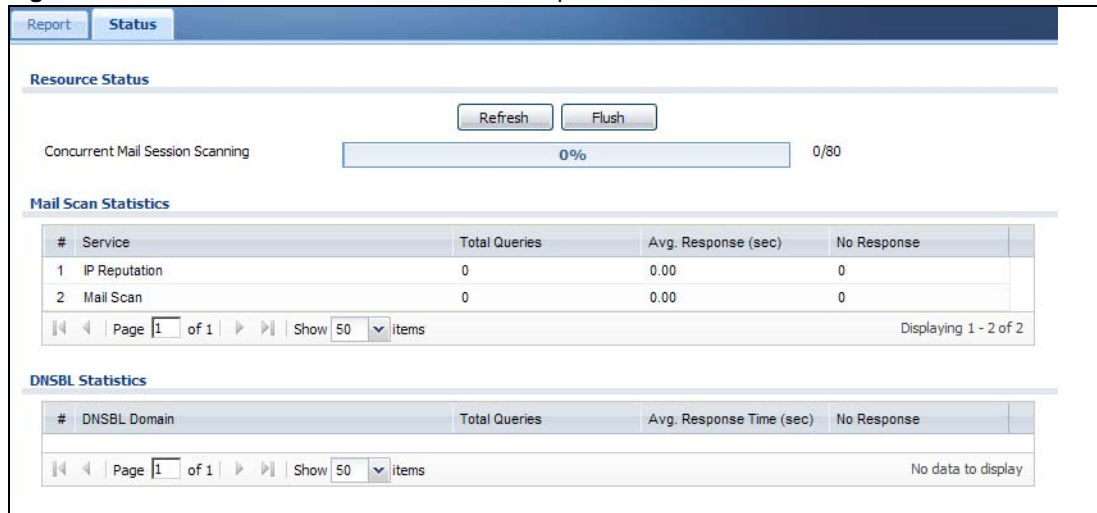 Report Status
Resource Status
Refresh Flush
Concurrent Mail Session Scanning 0% 0/80
Mail Scan Statistics
# Service Total Queries Avg. Response (sec) No Response
1 IP Reputation 0 0.00 0
2 Mail Scan 0 0.00 0
Page 1 of 1 Show 50 items Displaying 1 - 2 of 2
DNSBL Statistics
# DNSBL Domain Total Queries Avg. Response Time (sec) No Response
Page 1 of 1 Show 50 items No data to display